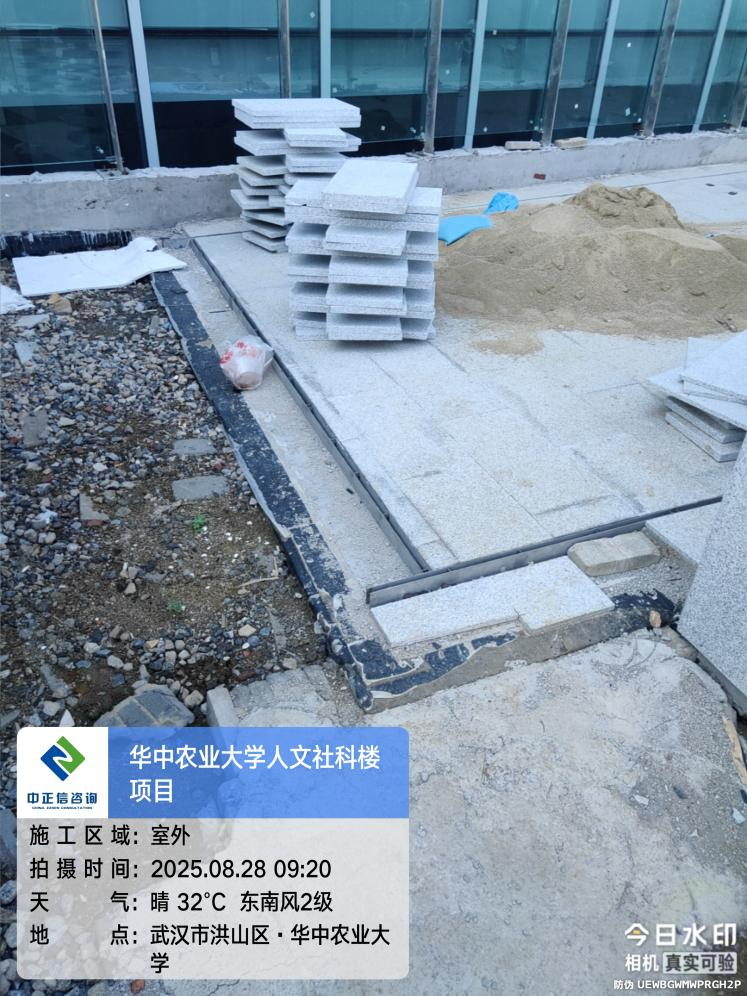 华中农业大学人文社科楼
项目
中正信咨询
施工区域：室外
拍摄时间：2025.08.28 09:20
天气：晴 32℃ 东南风2级
地点：武汉市洪山区·华中农业大
学
今日水印
相机 真实可验
防伪 UEWBGWMWPRGH2P